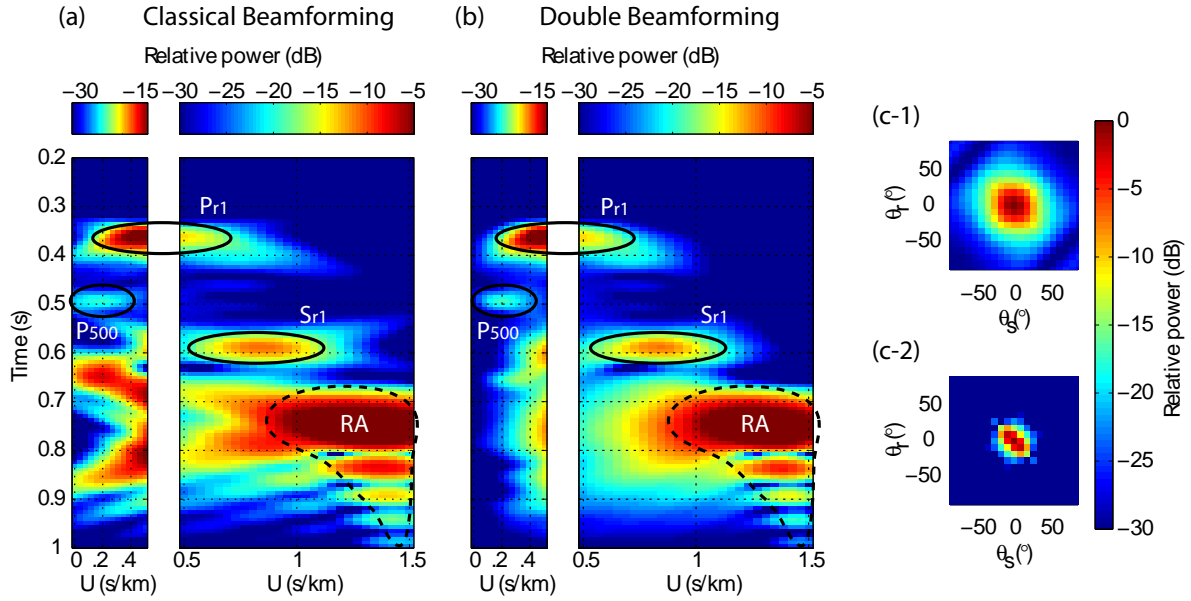 (a) Classical Beamforming
Relative power (dB)
−30 −15 −30 −25 −20 −15 −10 −5
0.2
0.3
0.4
0.5
0.6
0.7
0.8
0.9
1
Time (s)
Pr1
P500
Sr1
RA
0 .2 .4 0.5 1 1.5
U (s/km) U (s/km)
(b) Double Beamforming
Relative power (dB)
−30 −15 −30 −25 −20 −15 −10 −5
Pr1
P500
Sr1
RA
0 .2 .4 0.5 1 1.5
U (s/km) U (s/km)
(c-1)
50
0
−50
θr(°)
−50 0 50
θs(°)
(c-2)
50
0
−50
θr(°)
−50 0 50
θs(°)
0
−5
−10
−15
−20
−25
−30
Relative power (dB)